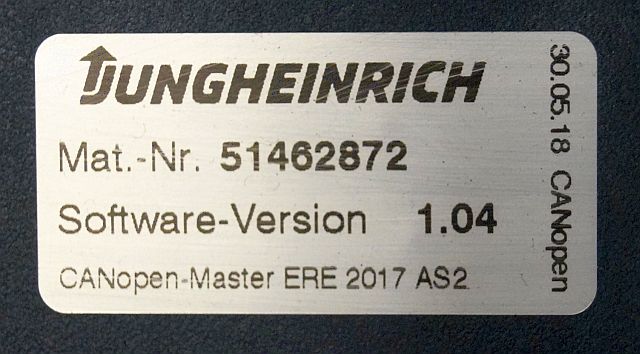 JUNGHEINRICH
Mat.-Nr. 51462872
Software-Version 1.04
CANopen-Master ERE 2017 AS2
30.05.18 CANopen